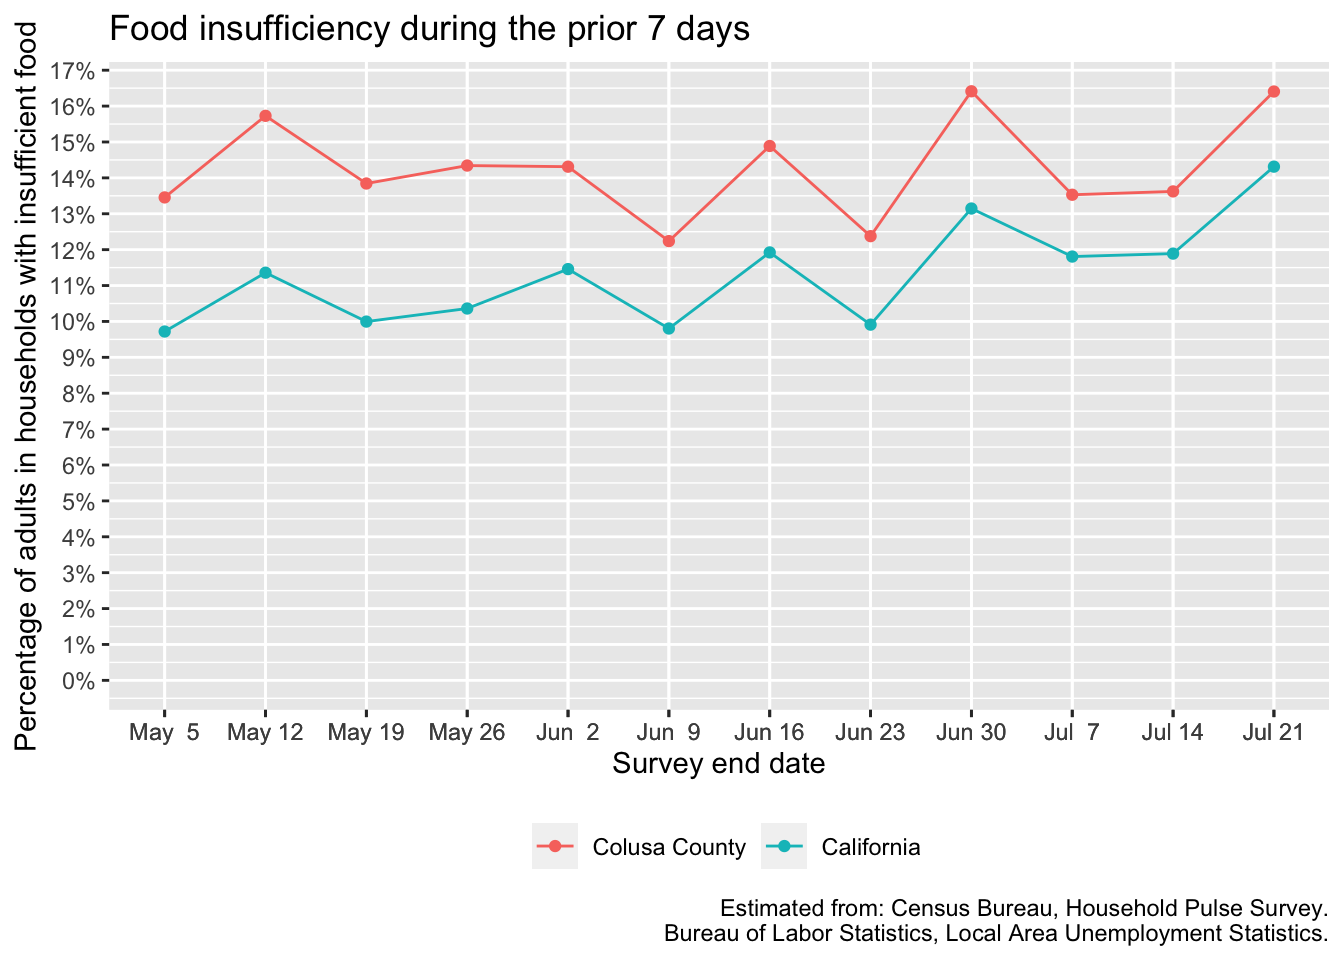 Food insufficiency during the prior 7 days
Percentage of adults in households with insufficient food
17%
16%
15%
14%
13%
12%
11%
10%
9%
8%
7%
6%
5%
4%
3%
2%
1%
0%
May 5 May 12 May 19 May 26 Jun 2 Jun 9 Jun 16 Jun 23 Jun 30 Jul 7 Jul 14 Jul 21
Survey end date
Colusa County California
Estimated from: Census Bureau, Household Pulse Survey.
Bureau of Labor Statistics, Local Area Unemployment Statistics.